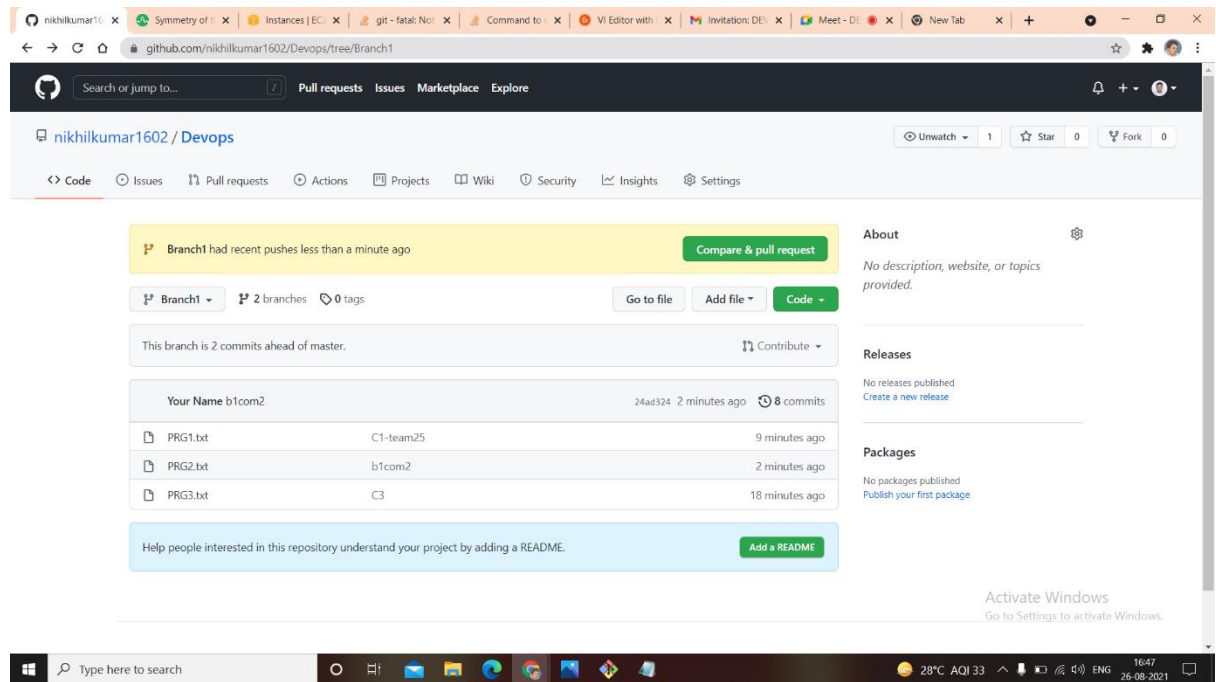 nikhilkumar16
Symmetry of t
Instances | EC
git - fatal: Not
Command to
VI Editor with
Invitation: DE
Meet - DE
New Tab
github.com/nikhilkumar1602/Devops/tree/Branch1
Search or jump to...
/
Pull requests Issues Marketplace Explore
nikhilkumar1602 / Devops
Unwatch 1 Star 0 Fork 0
<> Code Issues Pull requests Actions Projects Wiki Security Insights Settings
Branch1 had recent pushes less than a minute ago
Compare & pull request
Branch1 2 branches 0 tags
Go to file Add file Code
This branch is 2 commits ahead of master.
Contribute
Your Name b1com2 24ad324 2 minutes ago 8 commits
PRG1.txt C1-team25 9 minutes ago
PRG2.txt b1com2 2 minutes ago
PRG3.txt C3 18 minutes ago
Help people interested in this repository understand your project by adding a README.
Add a README
About
No description, website, or topics
provided.
Releases
No releases published
Create a new release
Packages
No packages published
Publish your first package
Activate Windows
Go to Settings to activate Windows.
Type here to search
28°C AQI 33
ENG
16:47
26-08-2021